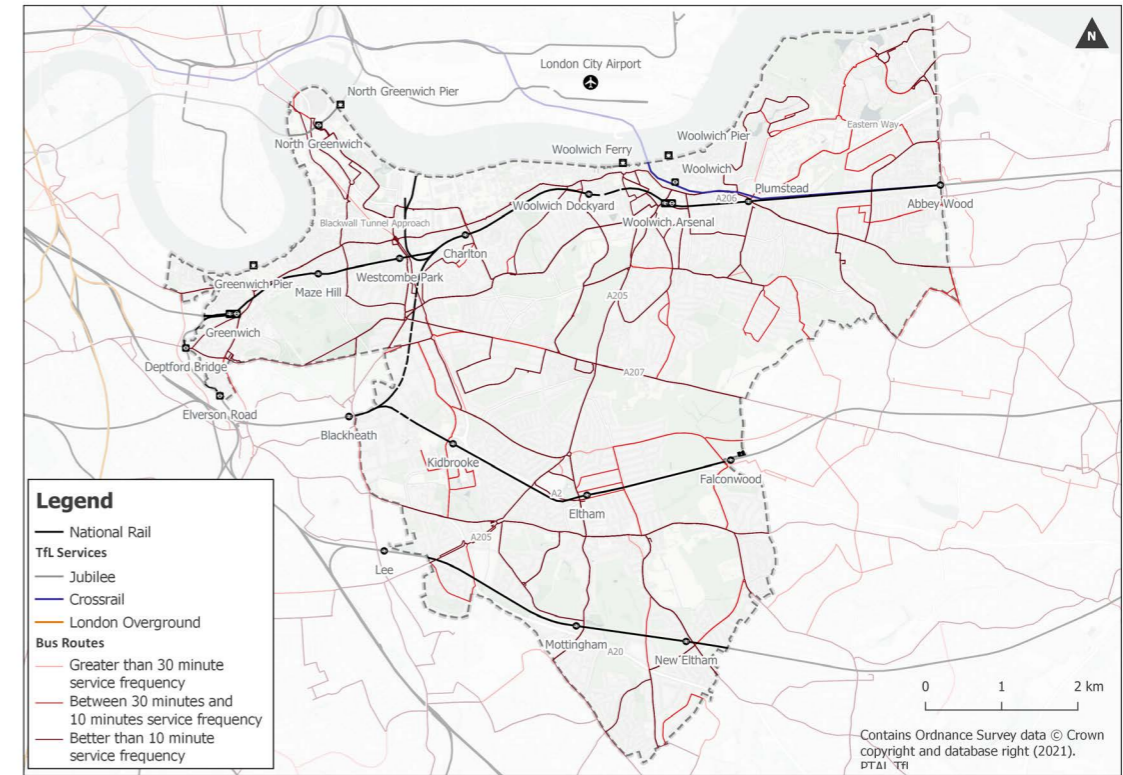 N
London City Airport
North Greenwich Pier
North Greenwich
Woolwich Pier
Eastern Way
Woolwich Ferry
Woolwich
Plumstead
A206
Abbey Wood
Woolwich Dockyard
Woolwich Arsenal
Blackwall Tunnel Approach
Charlton
Westcombe Park
Greenwich Pier
Maze Hill
A205
Greenwich
Deptford Bridge
A207
Elverson Road
Blackheath
Kidbrooke
Falconwood
A2
Eltham
A205
Lee
Mottingham
A20
New Eltham
Legend
National Rail
TfL Services
Jubilee
Crossrail
London Overground
Bus Routes
Greater than 30 minute
service frequency
Between 30 minutes and
10 minutes service frequency
Better than 10 minute
service frequency
0 1 2 km
Contains Ordnance Survey data © Crown
copyright and database right (2021).
PTAL TfL